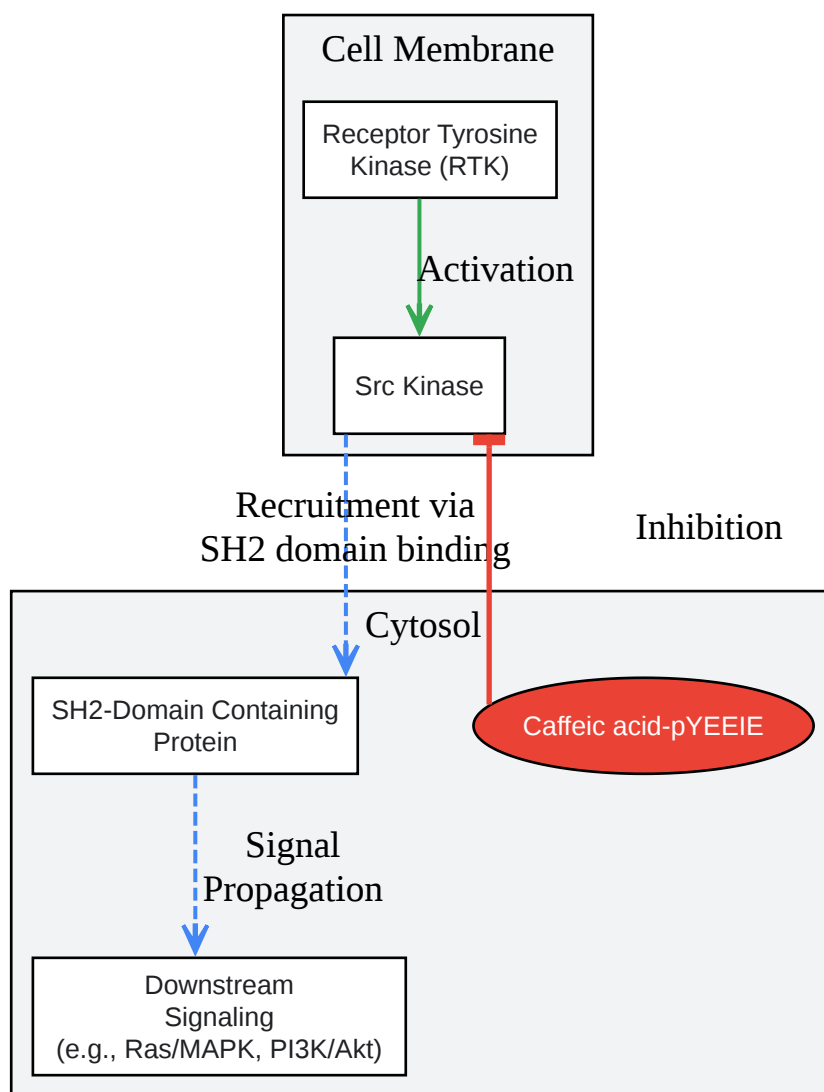 Cell Membrane
Receptor Tyrosine
Kinase (RTK)
Activation
Src Kinase
Recruitment via
SH2 domain binding
Inhibition
Cytosol
SH2-Domain Containing
Protein
Caffeic acid-pYEEIE
Signal
Propagation
Downstream
Signaling
(e.g., Ras/MAPK, PI3K/Akt)